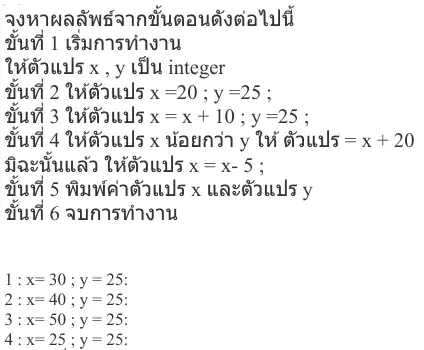 จงหาผลลัพธ์จากขั้นตอนดังต่อไปนี้
ขั้นที่ 1 เริ่มการทำงาน
ให้ตัวแปร x , y เป็น integer
ขั้นที่ 2 ให้ตัวแปร x =20 ; y =25 ;
ขั้นที่ 3 ให้ตัวแปร x = x + 10 ; y =25 ;
ขั้นที่ 4 ให้ตัวแปร x น้อยกว่า y ให้ ตัวแปร = x + 20
มิฉะนั้นแล้ว ให้ตัวแปร x = x- 5 ;
ขั้นที่ 5 พิมพ์ค่าตัวแปร x และตัวแปร y
ขั้นที่ 6 จบการทำงาน
1 : x= 30 ; y = 25:
2 : x= 40 ; y = 25:
3 : x= 50 ; y = 25:
4 : x= 25 ; y = 25: